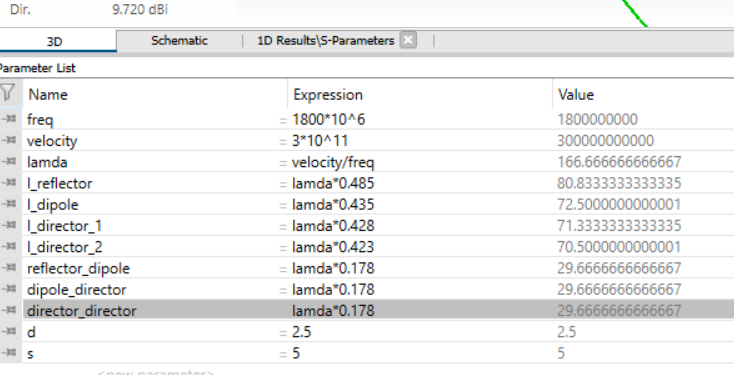 Dir. 9.720 dBi
3D Schematic 1D Results\S-Parameters
Parameter List
Name Expression Value
freq = 1800*10^6 1800000000
velocity = 3*10^11 300000000000
lamda = velocity/freq 166.666666666667
l_reflector = lamda*0.485 80.8333333333335
l_dipole = lamda*0.435 72.5000000000001
l_director_1 = lamda*0.428 71.3333333333335
l_director_2 = lamda*0.423 70.5000000000001
reflector_dipole = lamda*0.178 29.6666666666667
dipole_director = lamda*0.178 29.6666666666667
director_director lamda*0.178 29.6666666666667
d = 2.5 2.5
s = 5 5
<new parameter>